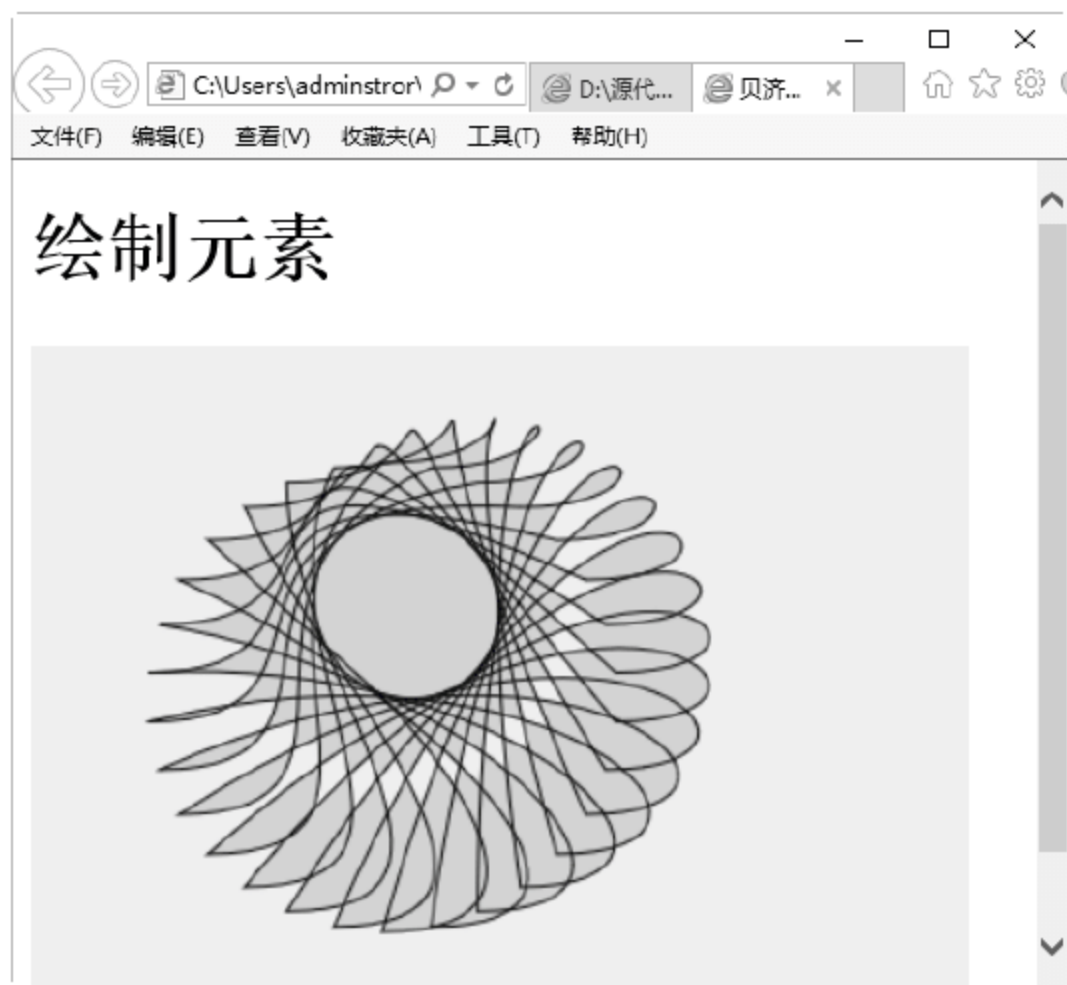 C:\Users\adminstror\
D:\源代...
贝济...
文件(F) 编辑(E) 查看(V) 收藏夹(A) 工具(T) 帮助(H)
绘制元素